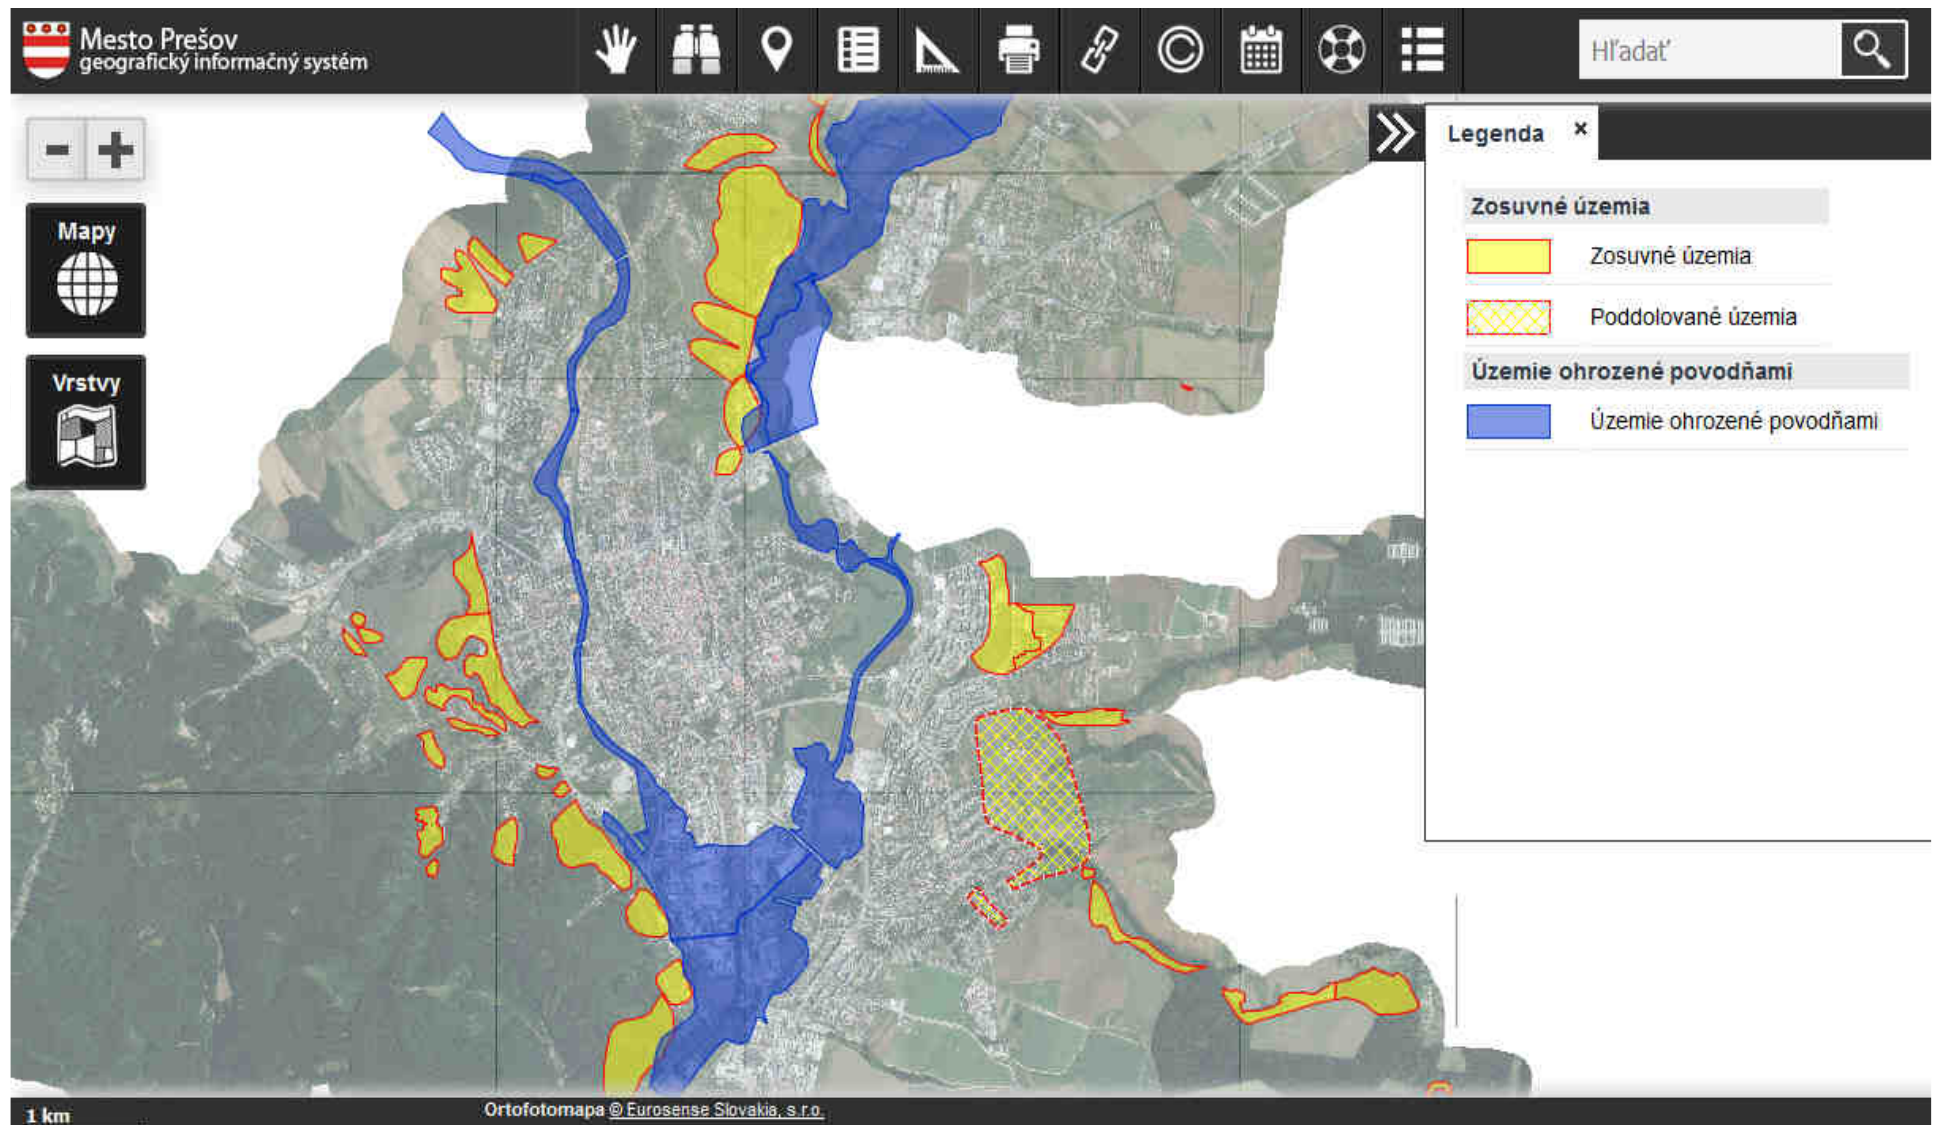 Mesto Prešov
geografický informačný systém
Hľadať
Mapy
Vrstvy
Legenda ×
Zosuvné územia
Zosuvné územia
Poddolované územia
Územie ohrozené povodňami
Územie ohrozené povodňami
1 km
Ortofotomapa © Eurosense Slovakia, s.r.o.